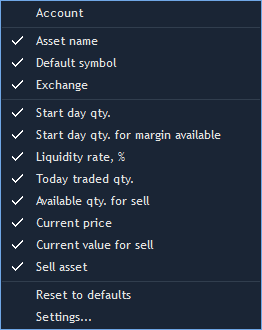 Account
Asset name
Default symbol
Exchange
Start day qty.
Start day qty. for margin available
Liquidity rate, %
Today traded qty.
Available qty. for sell
Current price
Current value for sell
Sell asset
Reset to defaults
Settings...